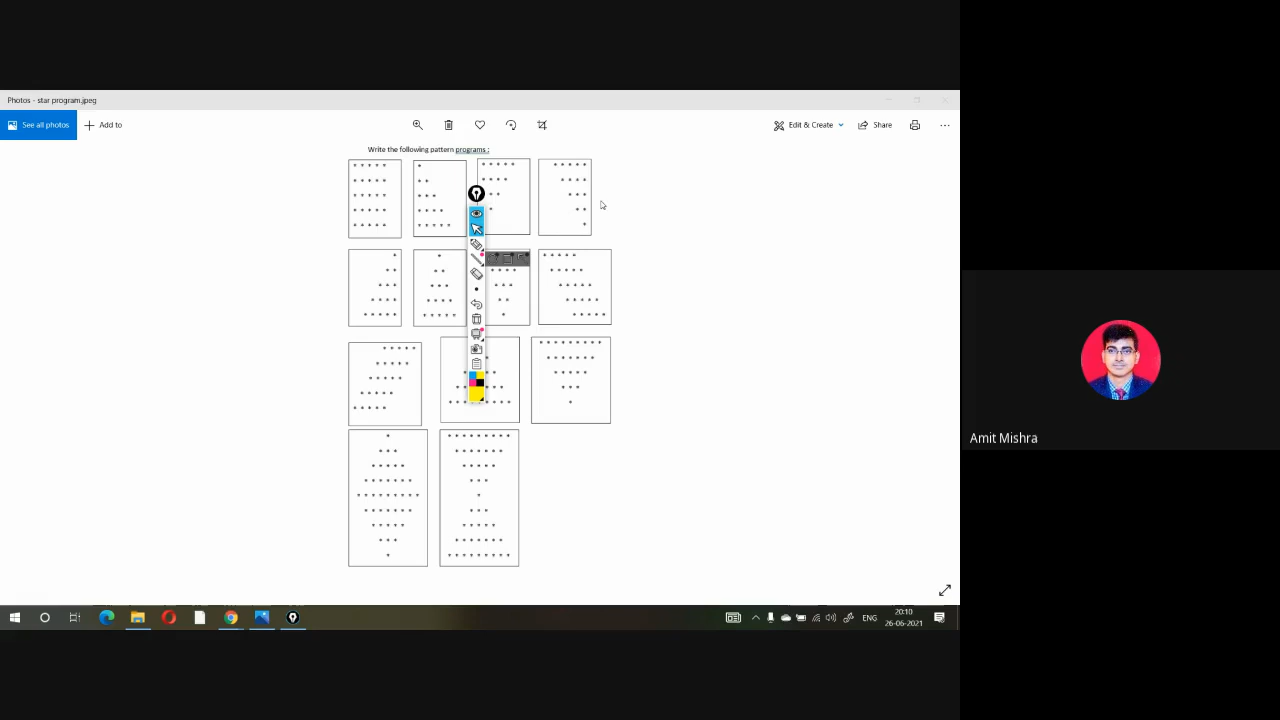 Photos - star program.jpeg
See all photos
Add to
Edit & Create
Share
Write the following pattern programs :
Amit Mishra
ENG
20:10
26-06-2021